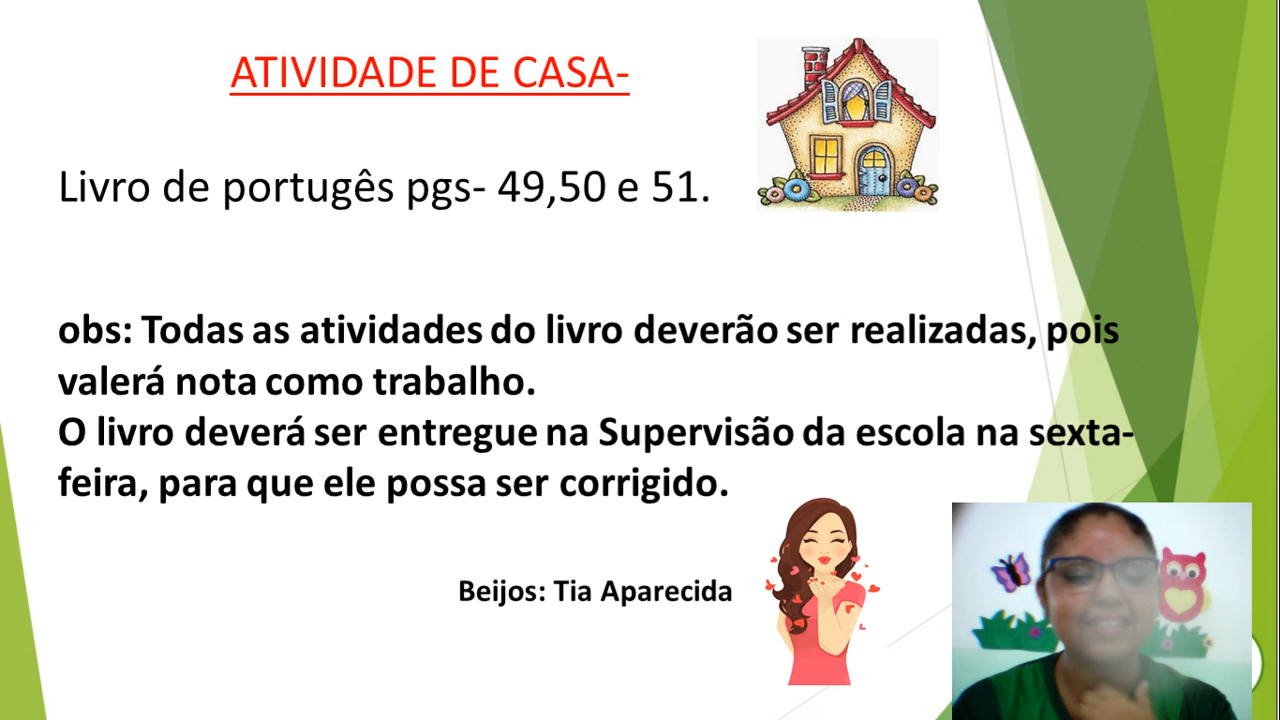 ATIVIDADE DE CASA-
Livro de portugês pgs- 49,50 e 51.
obs: Todas as atividades do livro deverão ser realizadas, pois
valerá nota como trabalho.
O livro deverá ser entregue na Supervisão da escola na sexta-
feira, para que ele possa ser corrigido.
Beijos: Tia Aparecida